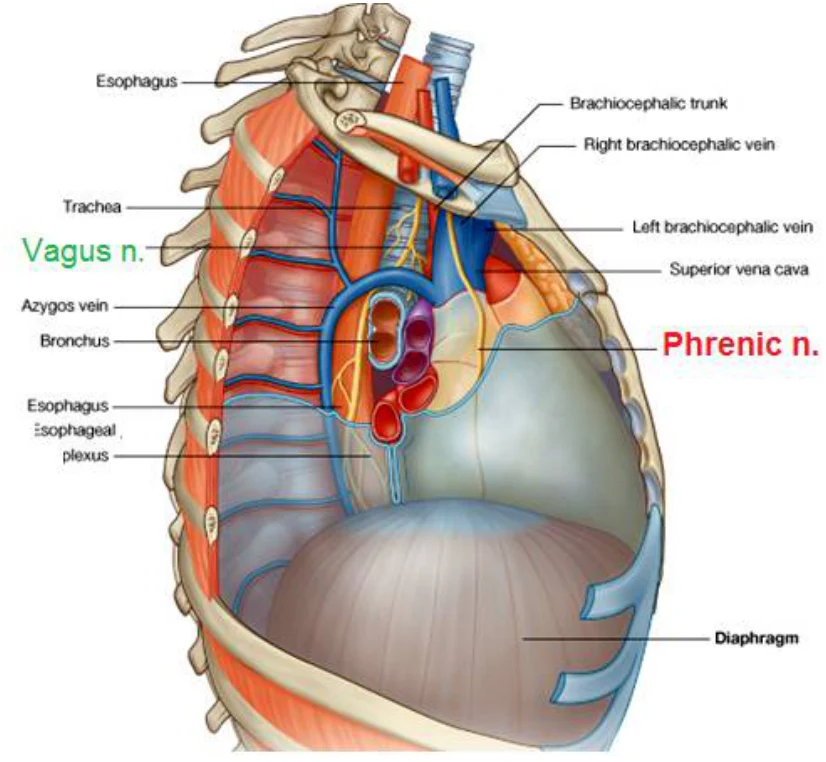 Esophagus
Brachiocephalic trunk
Right brachiocephalic vein
Trachea
Left brachiocephalic vein
Vagus n.
Superior vena cava
Azygos vein
Bronchus
Phrenic n.
Esophagus
Esophageal
plexus
Diaphragm